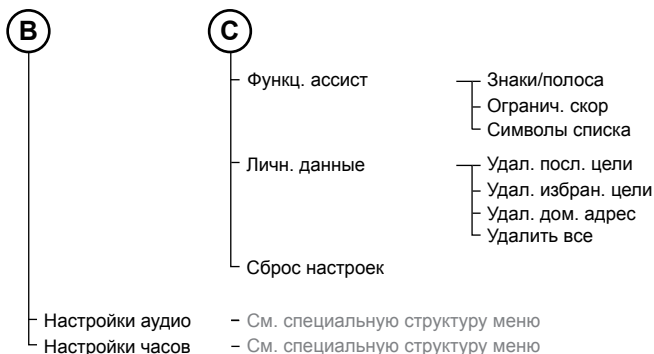 B C
Функц. ассист Знаки/полоса
Огранич. скор
Символы списка
Личн. данные Удал. посл. цели
Удал. избран. цели
Удал. дом. адрес
Удалить все
Сброс настроек
Настройки аудио – См. специальную структуру меню
Настройки часов – См. специальную структуру меню